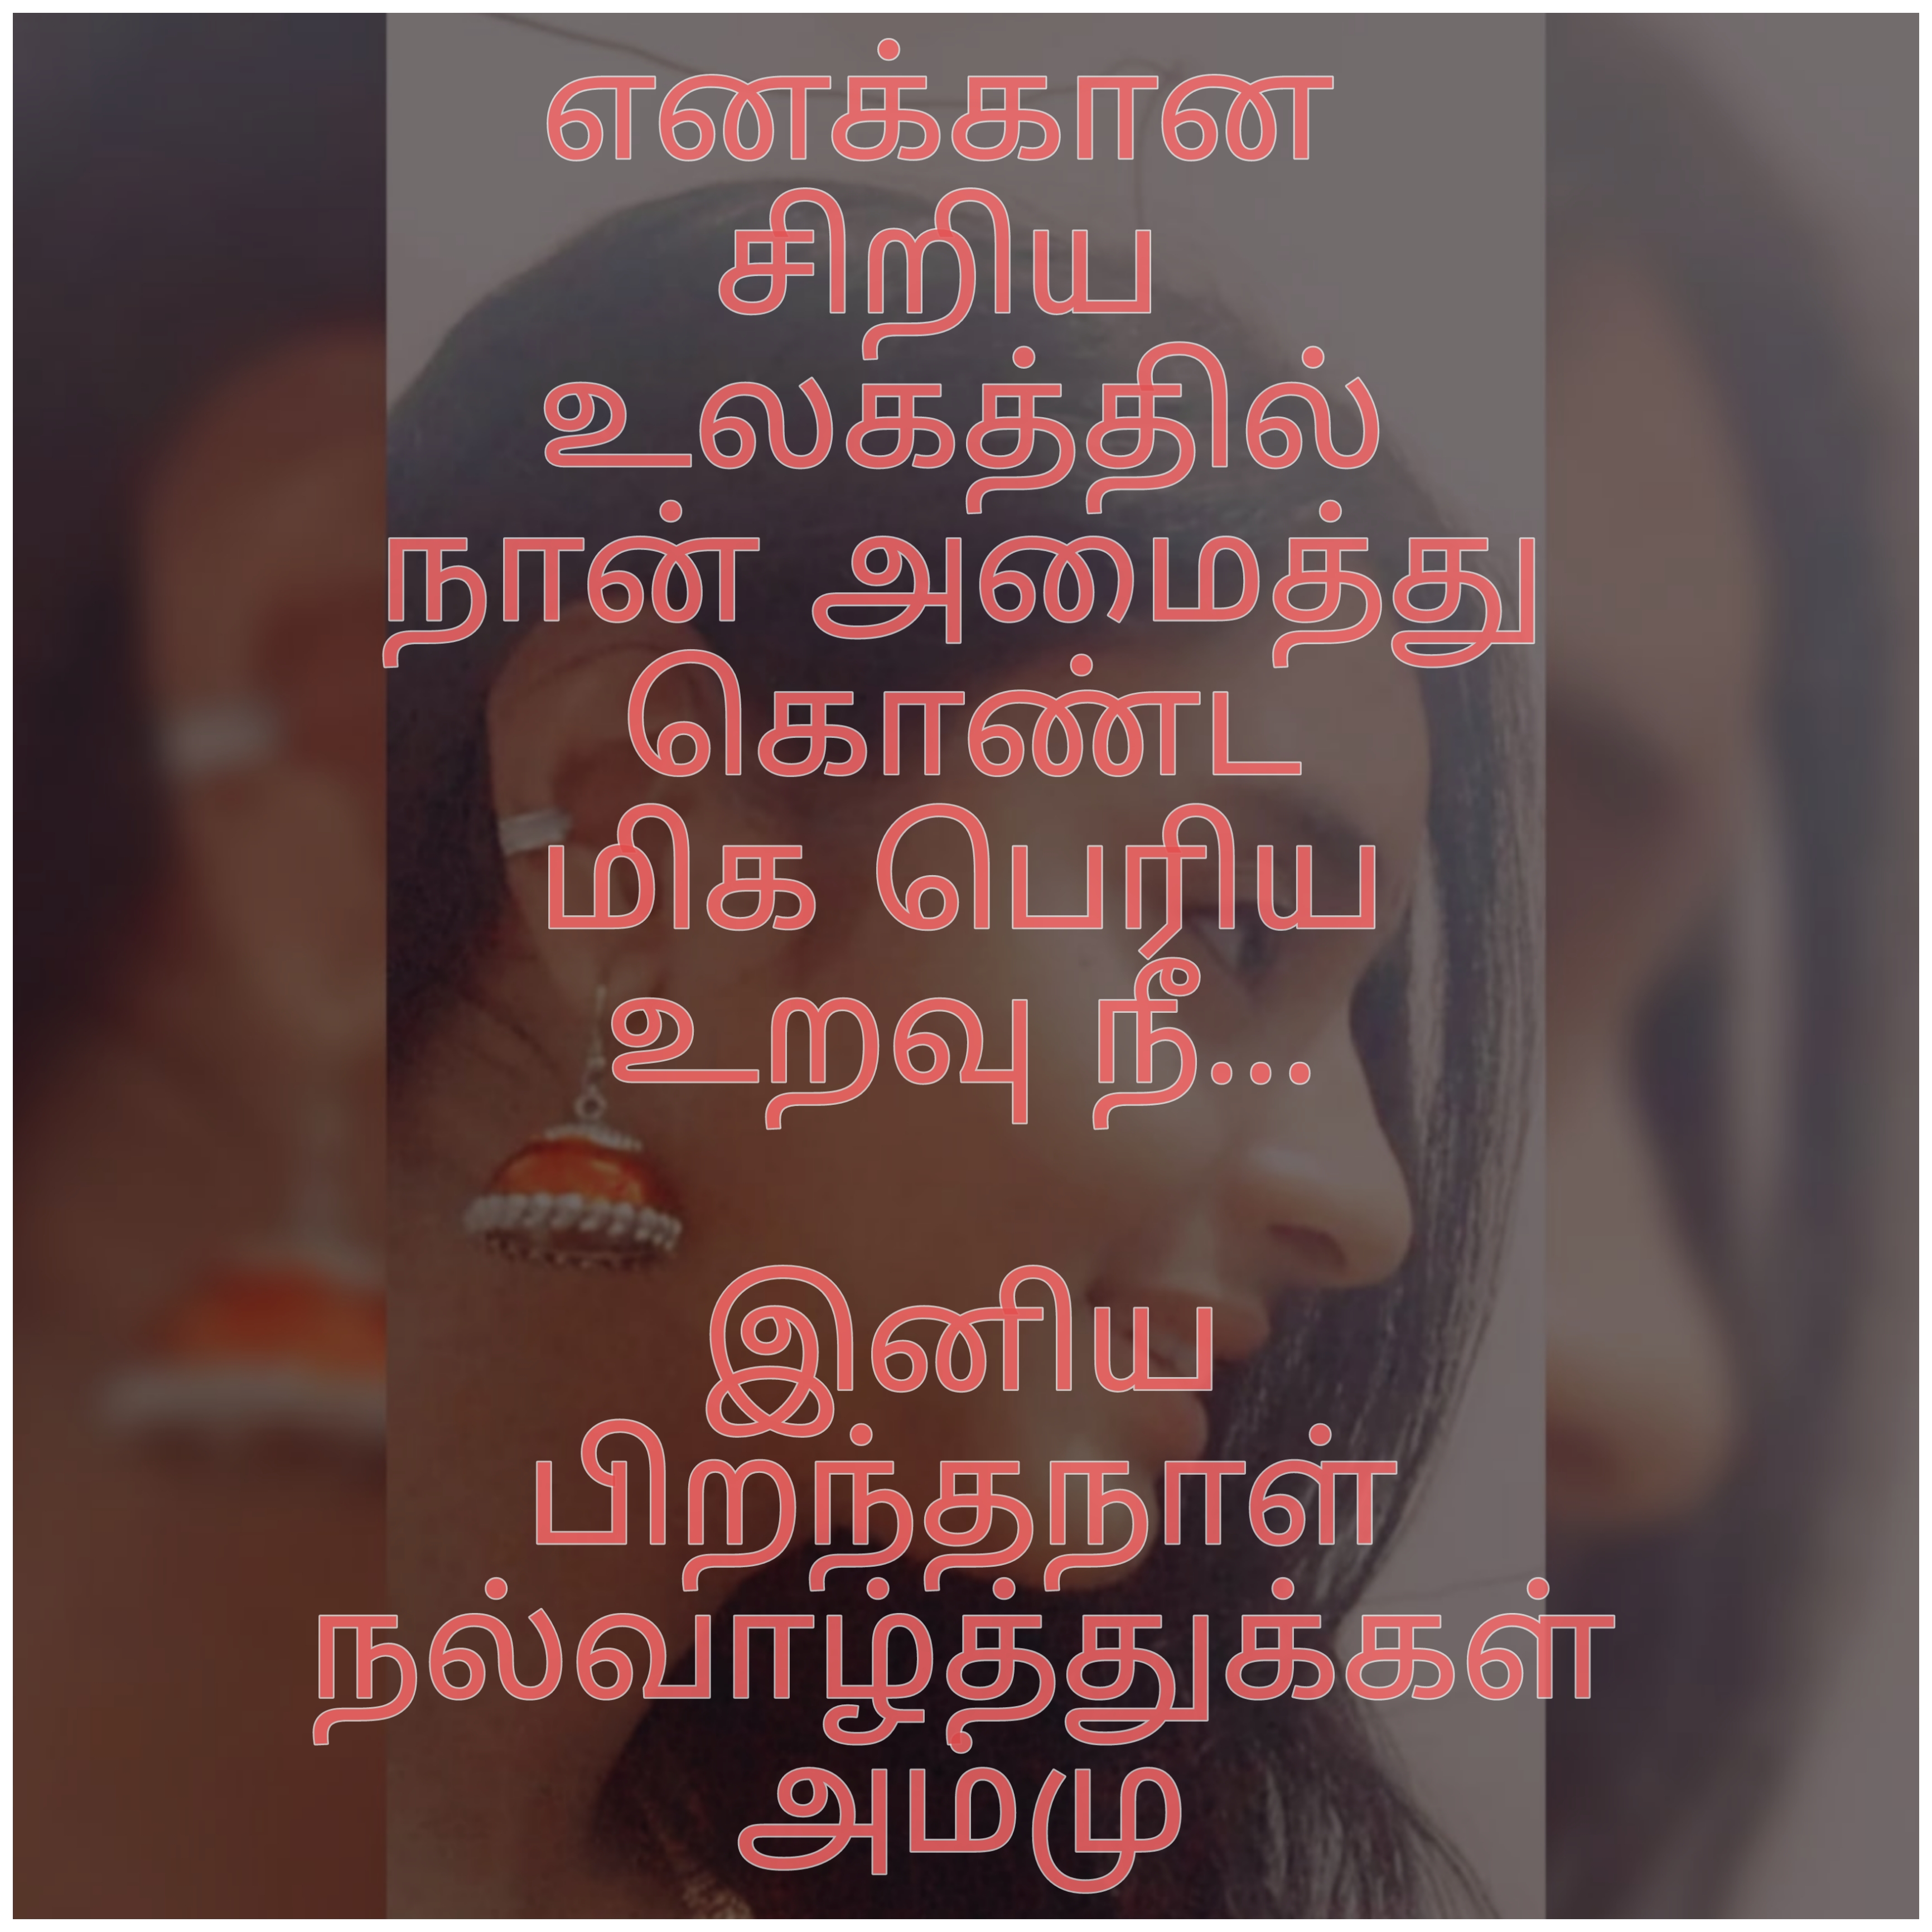 எனக்கான
சிறிய
உலகத்தில்
நான் அமைத்து
கொண்ட
மிக பெரிய
உறவு நீ...
இனிய
பிறந்தநாள்
நல்வாழ்த்துக்கள்
அம்மு